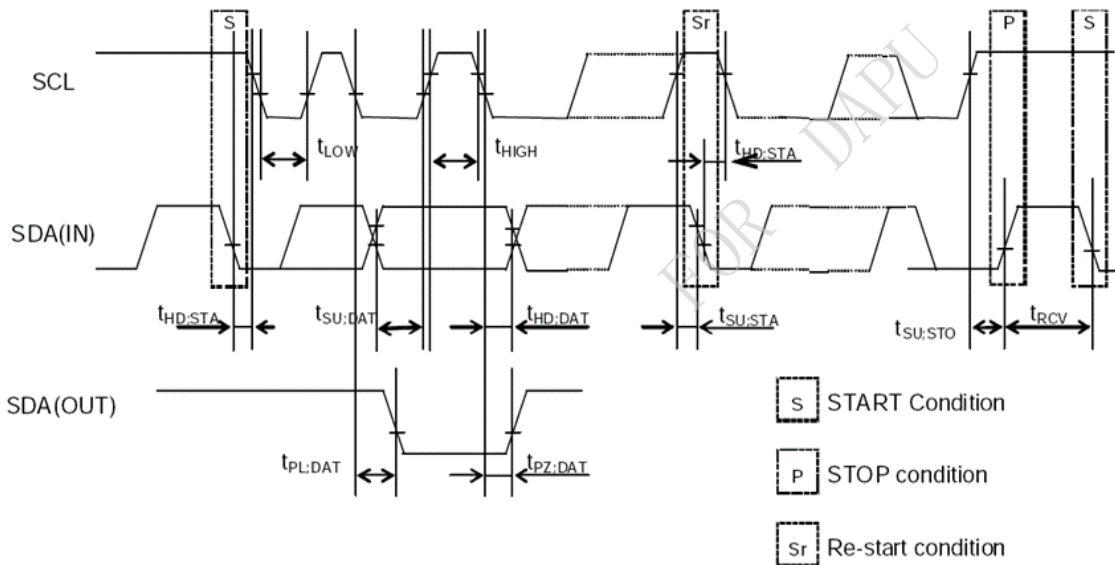 S Sr P S
SCL
tLOW tHIGH tHD;STA
SDA(IN)
tHD;STA tSU;DAT tHD;DAT tSU;STA tSU;STO tRCV
SDA(OUT)
tPL;DAT tPZ;DAT
S START Condition
P STOP condition
Sr Re-start condition
FOR DAPU